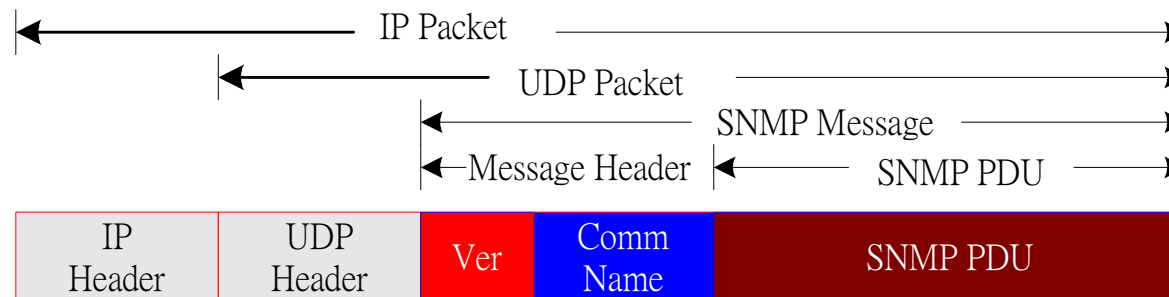 IP Packet
UDP Packet
SNMP Message
Message Header
SNMP PDU
IP
Header
UDP
Header
Ver
Comm
Name
SNMP PDU